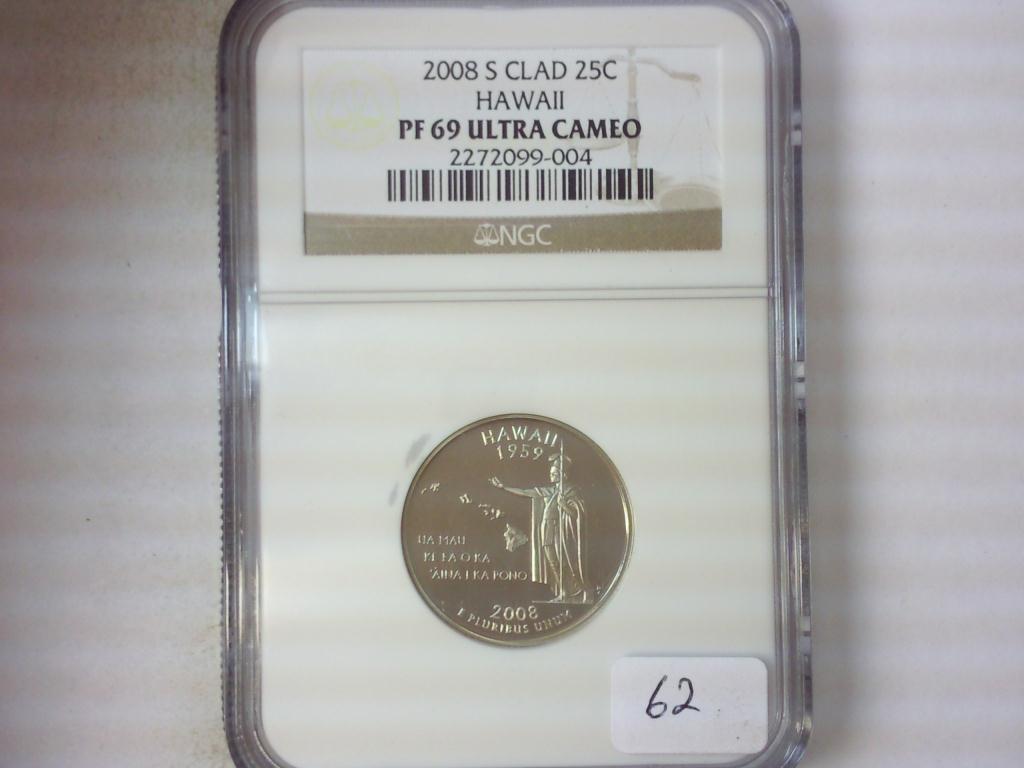 2008 S CLAD 25C
HAWAII
PF 69 ULTRA CAMEO
2272099-004
NGC
HAWAII
1959
UA MAU
KE EA O KA
ʻĀINA I KA PONO
2008
E PLURIBUS UNUM
62